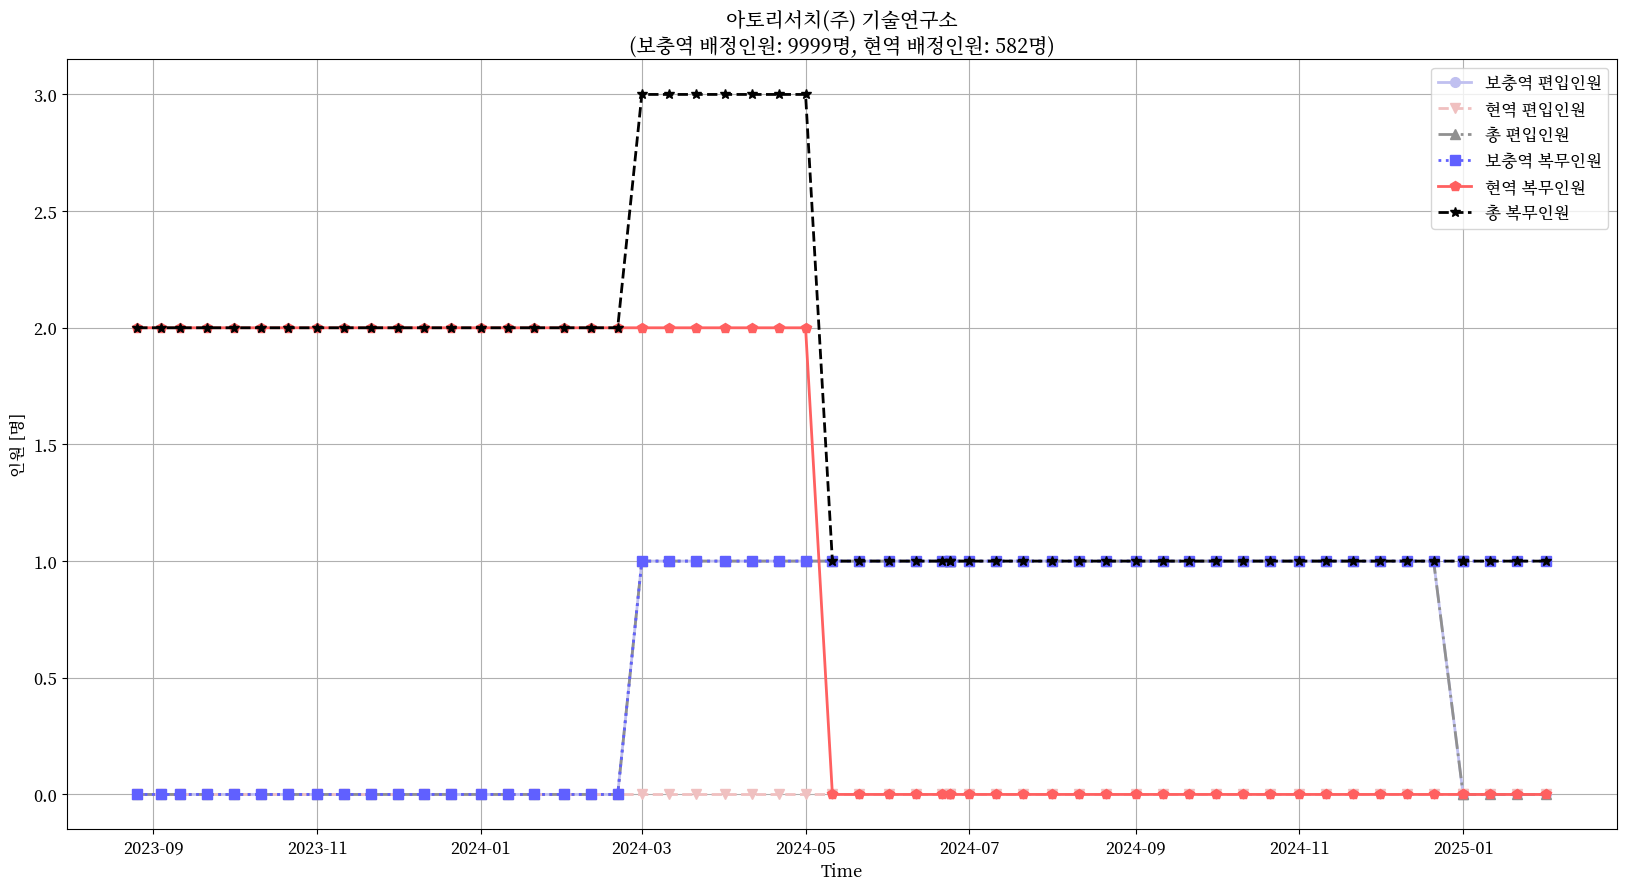 아토리서치(주) 기술연구소
(보충역 배정인원: 9999명, 현역 배정인원: 582명)
보충역 편입인원
현역 편입인원
총 편입인원
보충역 복무인원
현역 복무인원
총 복무인원
인원 [명]
3.0
2.5
2.0
1.5
1.0
0.5
0.0
2023-09
2023-11
2024-01
2024-03
2024-05
2024-07
2024-09
2024-11
2025-01
Time